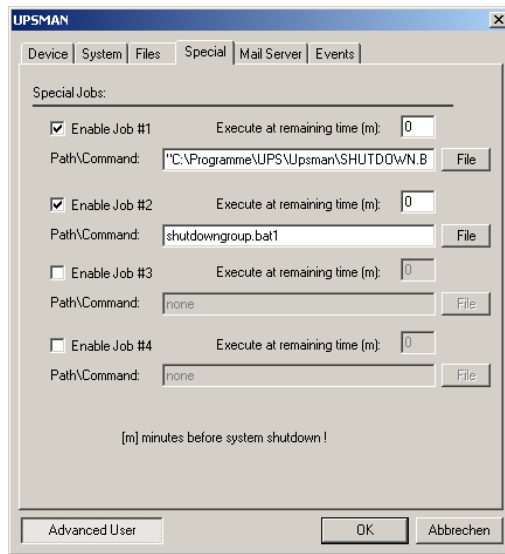 UPSMAN
Device System Files Special Mail Server Events
Special Jobs:
Enable Job #1 Execute at remaining time (m): 0
Path\Command: "C:\Programme\UPS\Upsman\SHUTDOWN.B File
Enable Job #2 Execute at remaining time (m): 0
Path\Command: shutdowngroup.bat1 File
Enable Job #3 Execute at remaining time (m): 0
Path\Command: none File
Enable Job #4 Execute at remaining time (m): 0
Path\Command: none File
[m] minutes before system shutdown !
Advanced User OK Abbrechen